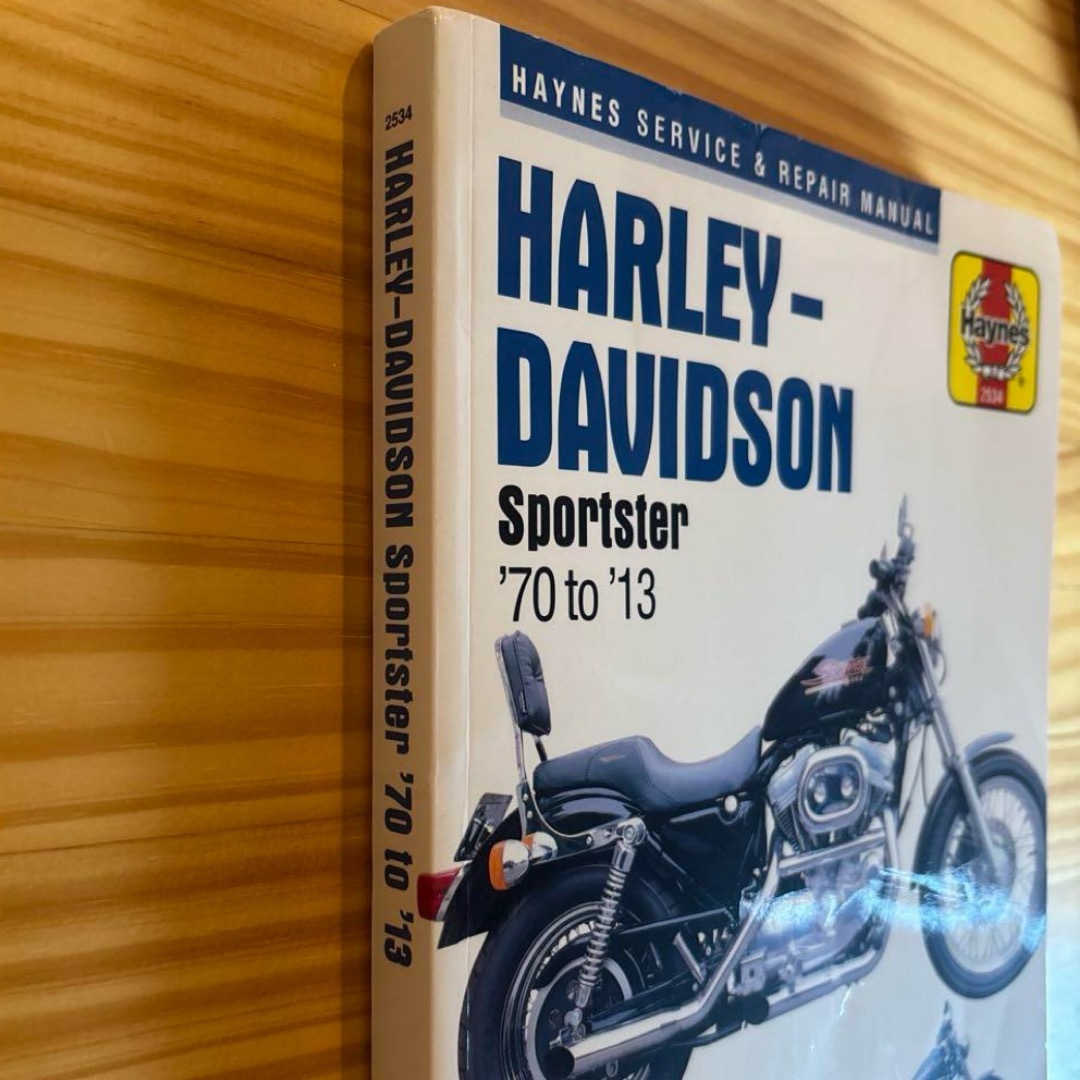 2534 HARLEY-DAVIDSON Sportster '70 to '13
HAYNES SERVICE & REPAIR MANUAL
HARLEY-
DAVIDSON
Sportster
'70 to '13
Haynes
2534